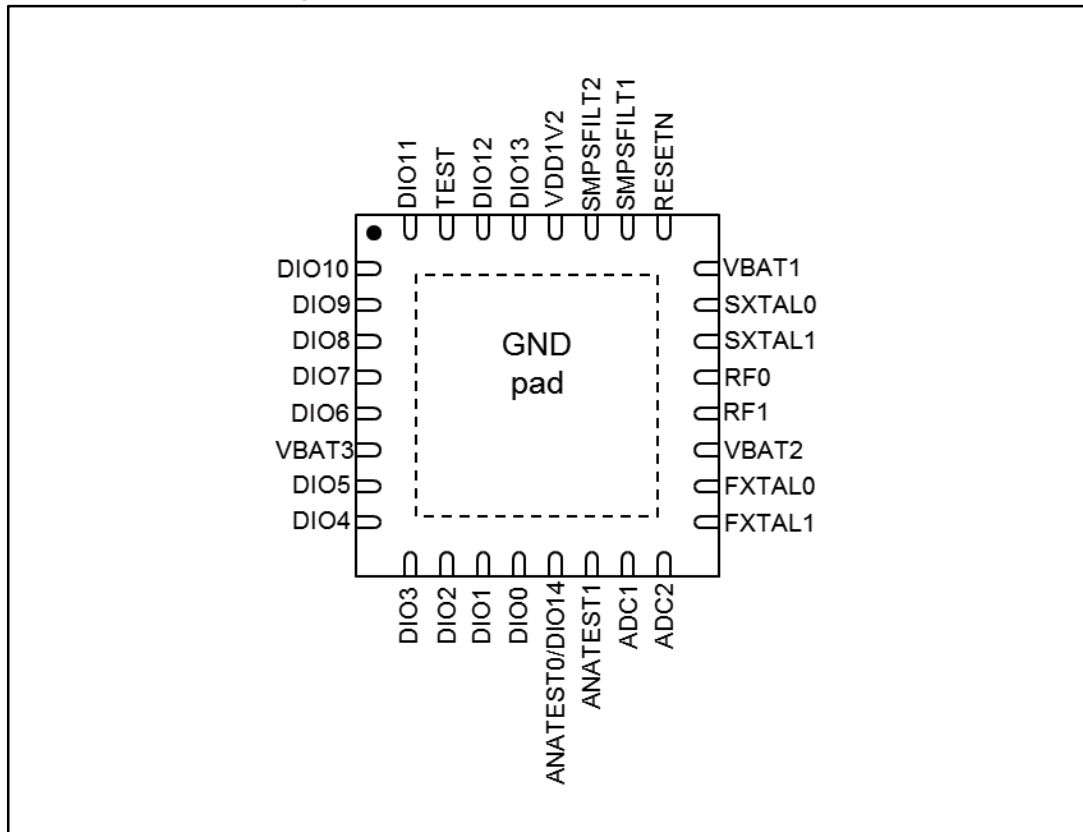 DIO11
TEST
DIO12
DIO13
VDD1V2
SMPSFILT2
SMPSFILT1
RESETN
DIO10
DIO9
DIO8
DIO7
DIO6
VBAT3
DIO5
DIO4
GND
pad
VBAT1
SXTAL0
SXTAL1
RF0
RF1
VBAT2
FXTAL0
FXTAL1
DIO3
DIO2
DIO1
DIO0
ANATEST0/DIO14
ANATEST1
ADC1
ADC2